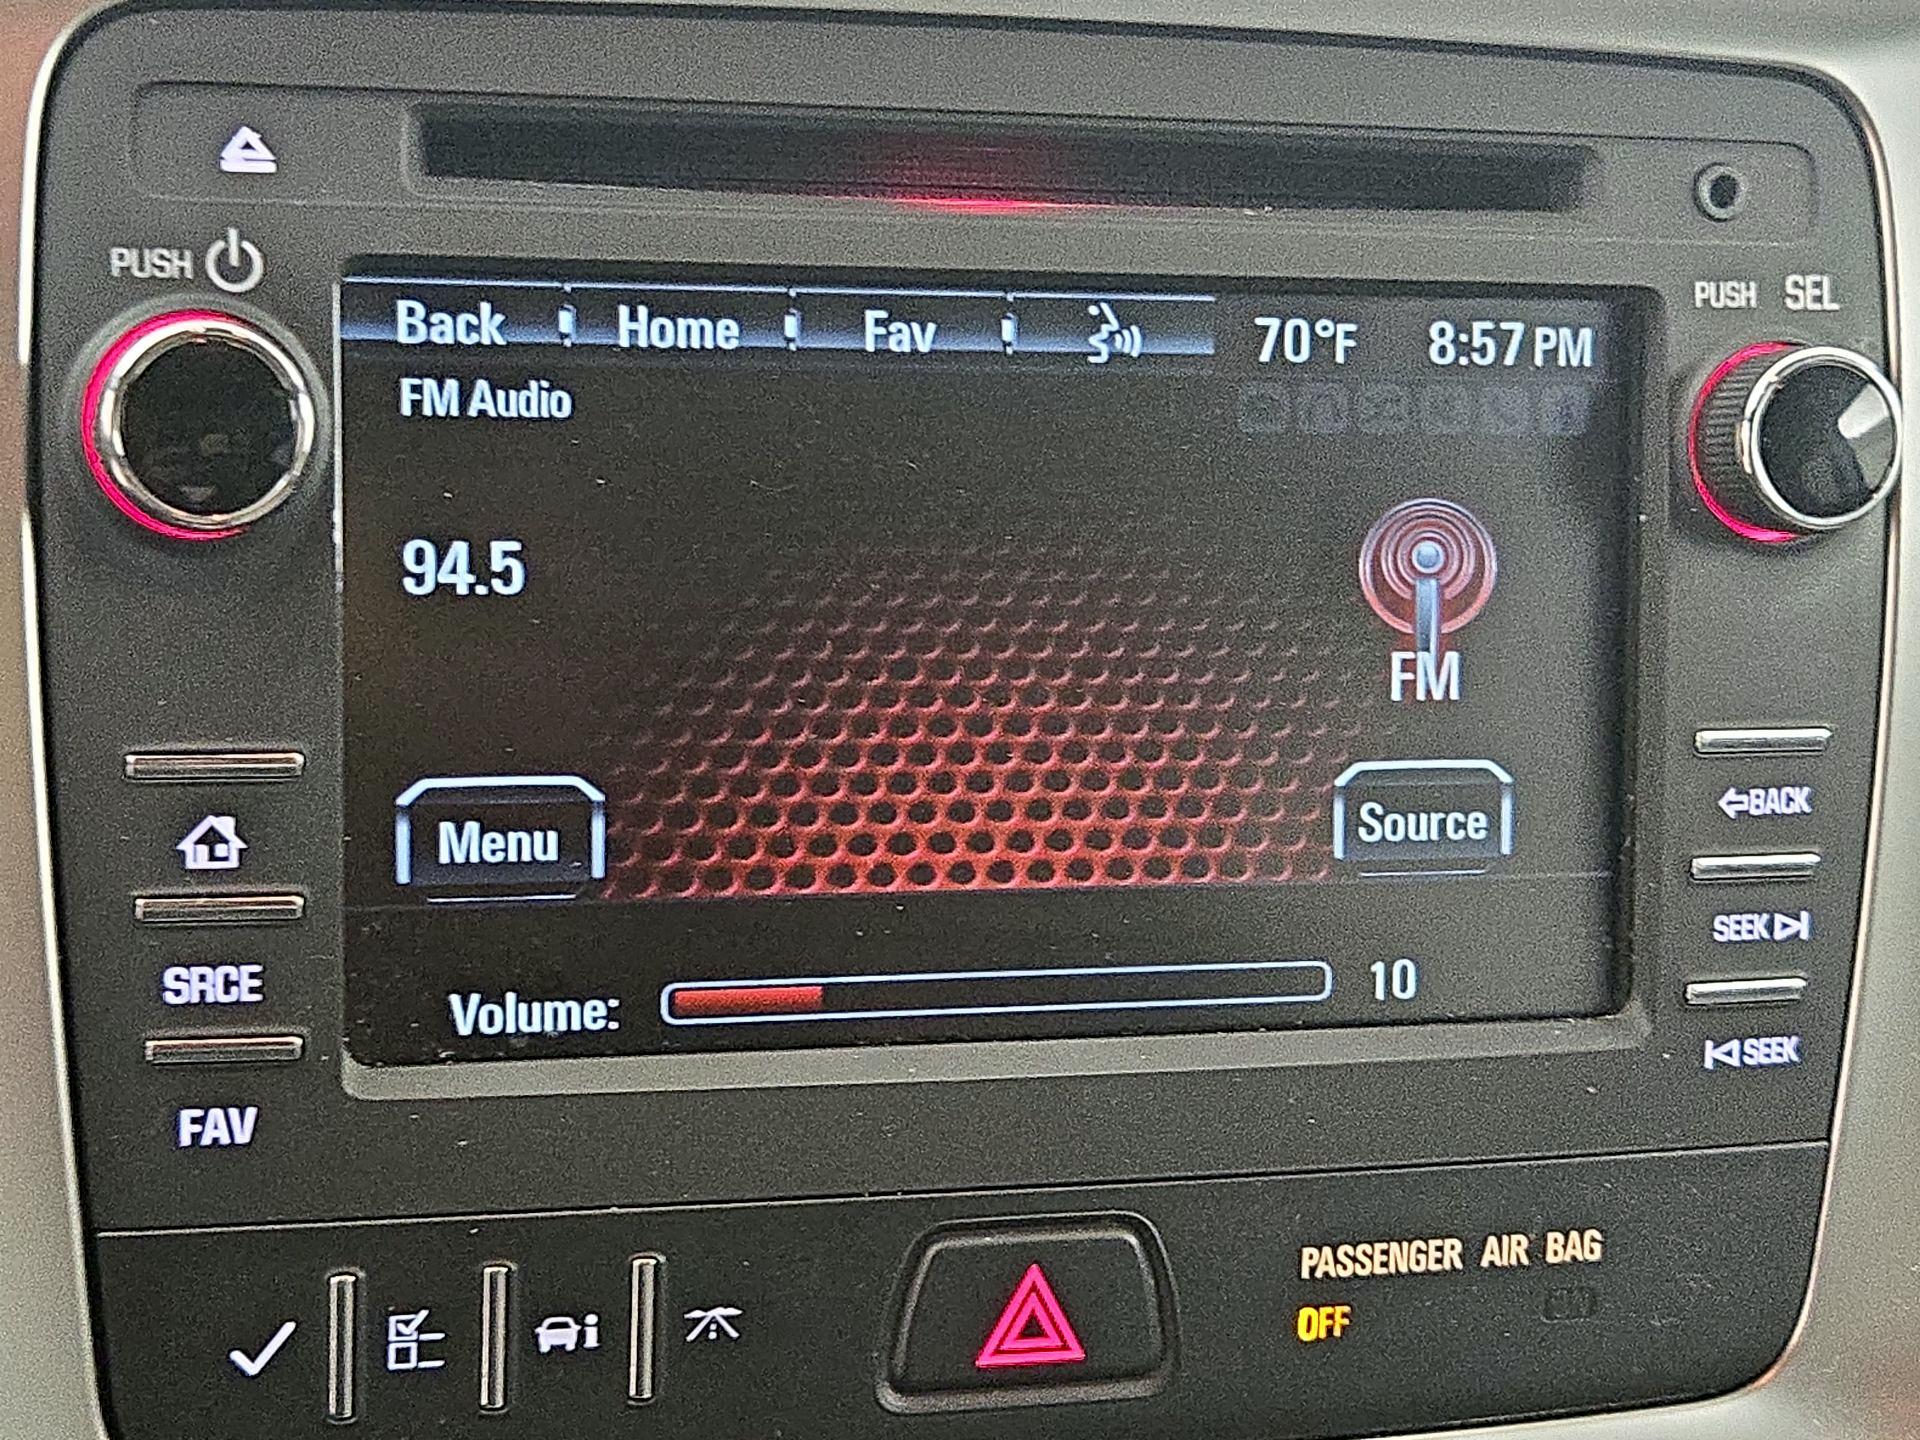 PUSH
PUSH SEL
Back Home Fav 70°F 8:57 PM
FM Audio
94.5
FM
Menu Source
Volume: 10
SRCE
FAV
BACK
SEEK
SEEK
PASSENGER AIR BAG
OFF